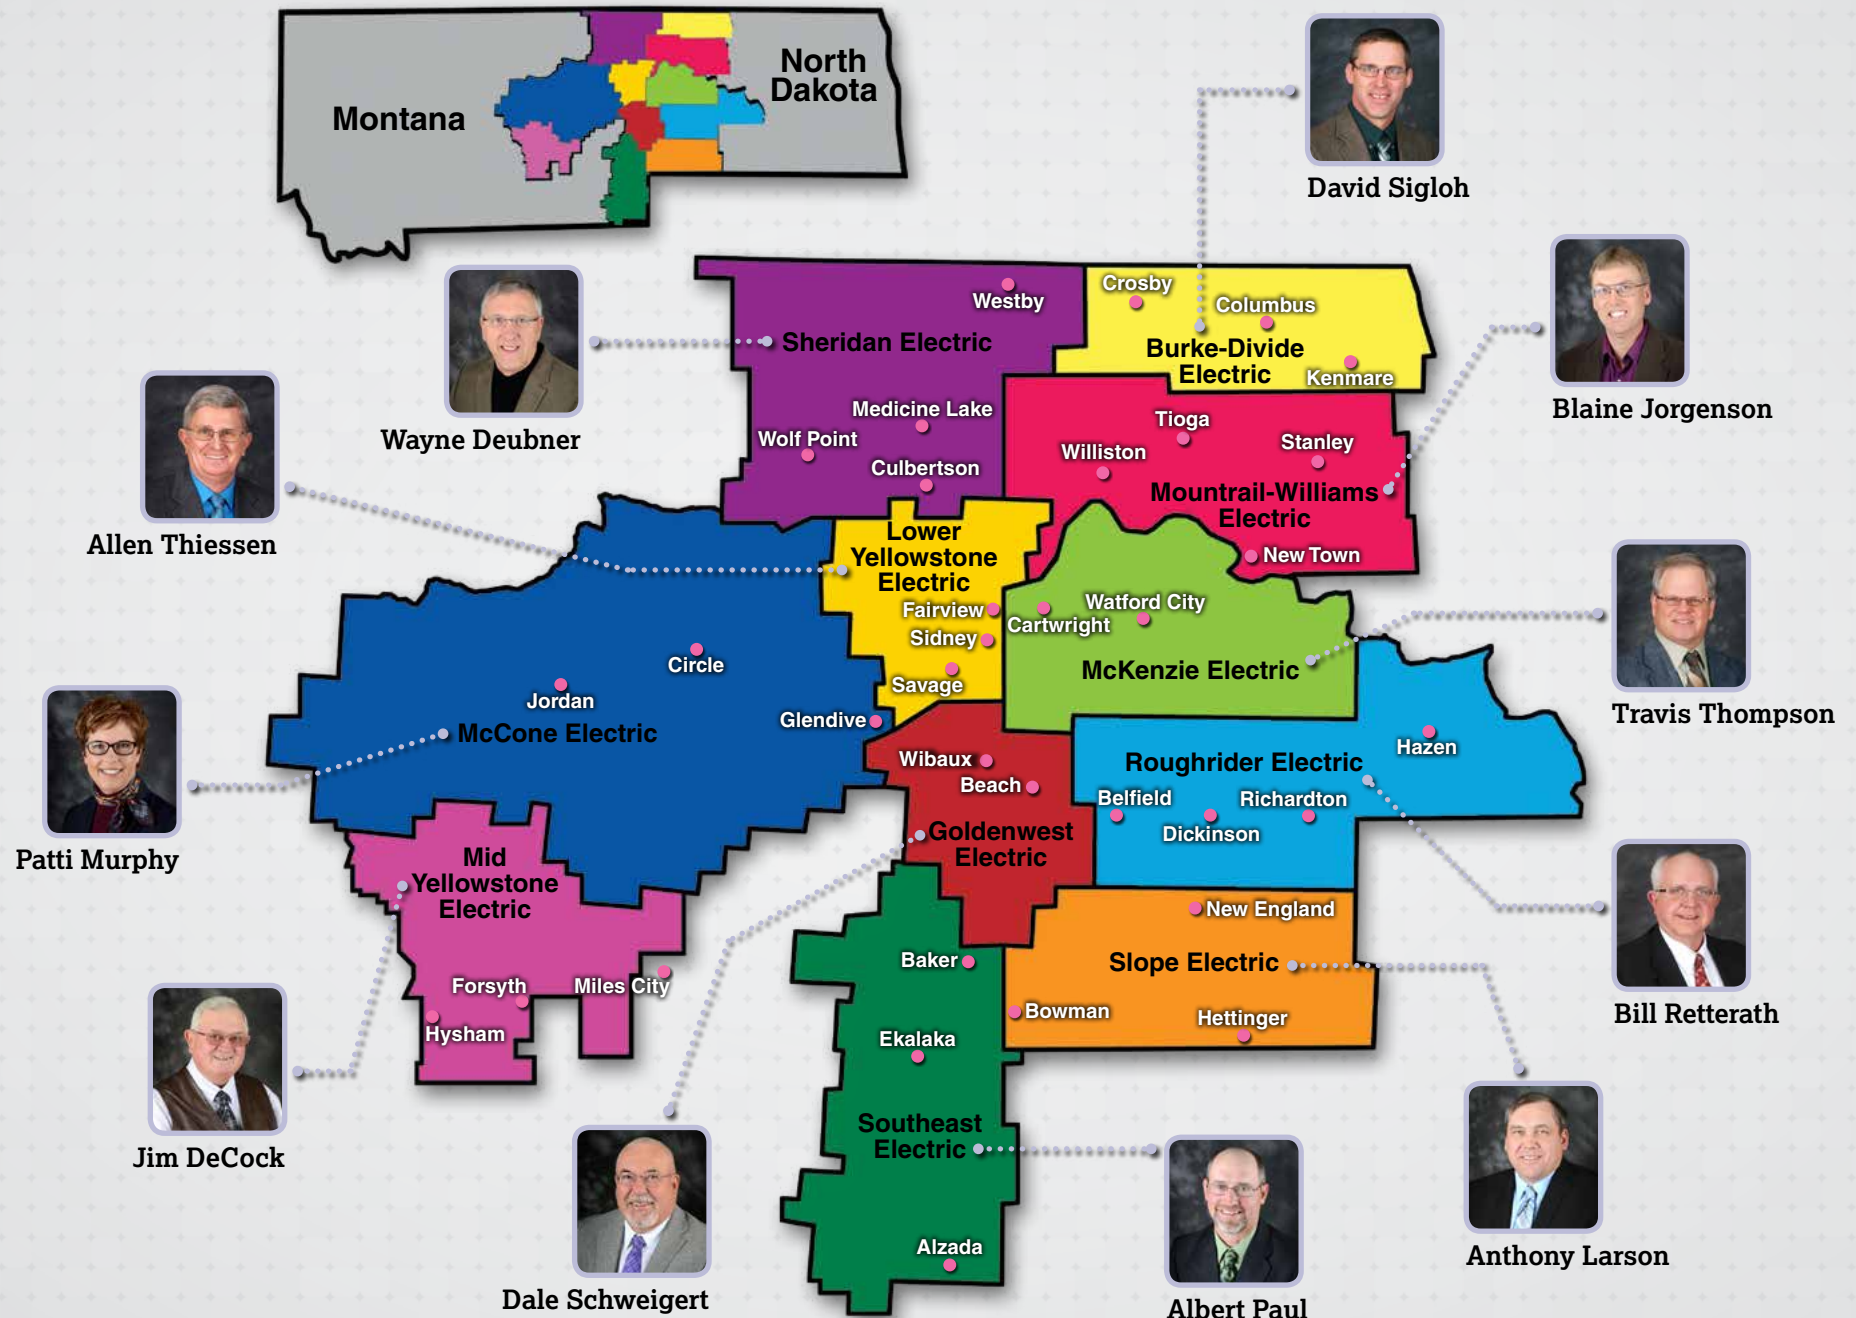 Montana
North
Dakota
David Sigloh
Blaine Jorgenson
Wayne Deubner
Allen Thiessen
Travis Thompson
Patti Murphy
Bill Retterath
Jim DeCock
Dale Schweigert
Albert Paul
Anthony Larson
Westby
Sheridan Electric
Medicine Lake
Wolf Point
Culbertson
Crosby
Columbus
Burke-Divide
Electric
Kenmare
Tioga
Stanley
Williston
Mountrail-Williams
Electric
New Town
Lower
Yellowstone
Electric
Fairview
Sidney
Savage
Watford City
Cartwright
McKenzie Electric
Circle
Jordan
McCone Electric
Glendive
Wibaux
Beach
Goldenwest
Electric
Hazen
Roughrider Electric
Belfield
Richardton
Dickinson
Mid
Yellowstone
Electric
Forsyth
Miles City
Hysham
New England
Slope Electric
Bowman
Hettinger
Baker
Ekalaka
Southeast
Electric
Alzada